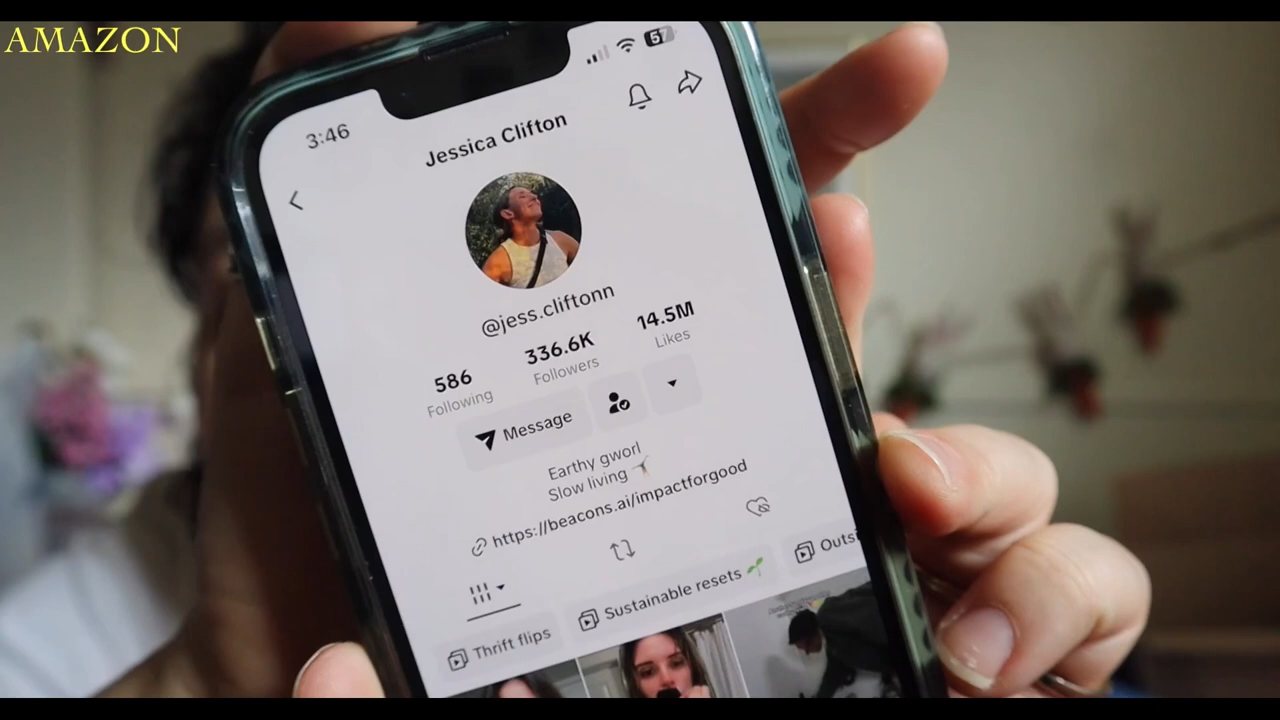 AMAZON
3:46
57
Jessica Clifton
@jess.cliftonn
586 336.6K 14.5M
Following Followers Likes
Message
Earthy gworl
Slow living
https://beacons.ai/impactforgood
Thrift flips Sustainable resets